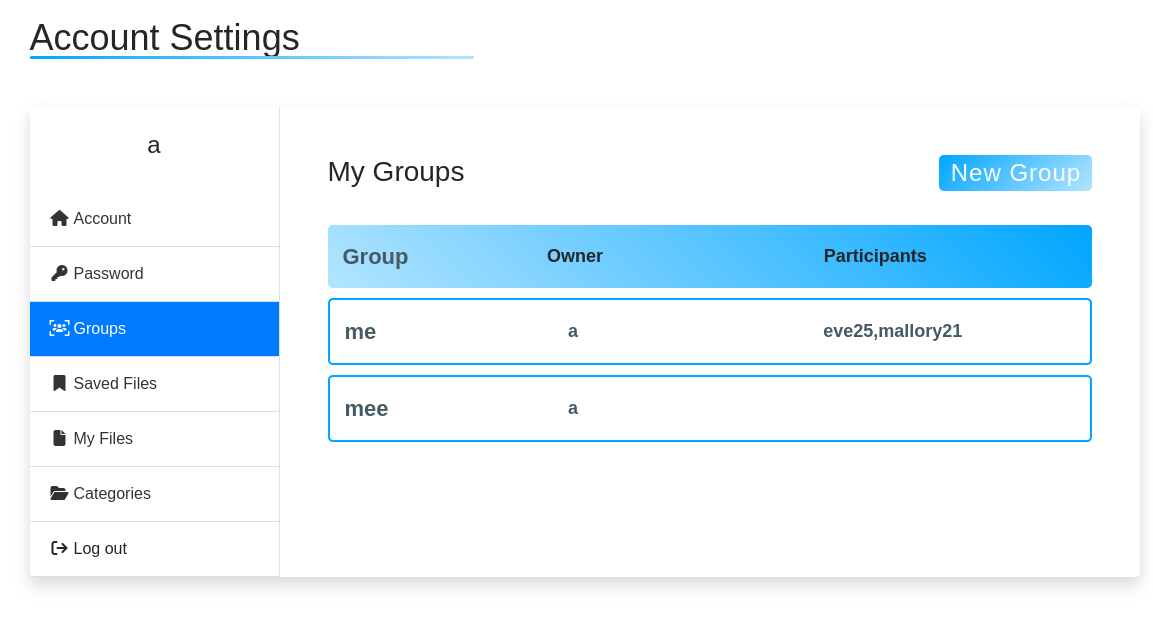 Account Settings
a
Account
Password
Groups
Saved Files
My Files
Categories
Log out
My Groups
New Group
Group Owner Participants
me a eve25,mallory21
mee a